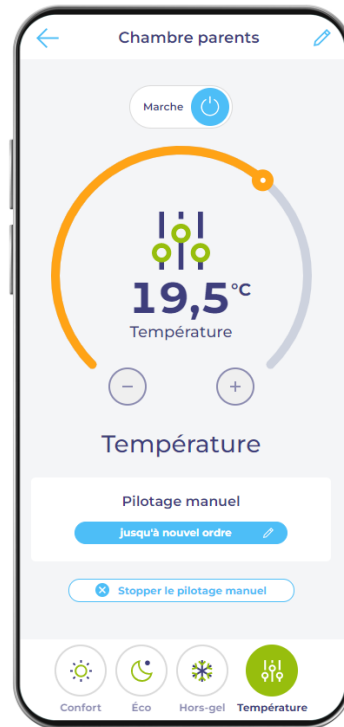 Chambre parents
Marche
19,5°C
Température
Température
Pilotage manuel
jusqu'à nouvel ordre
Stopper le pilotage manuel
Confort Éco Hors-gel Température